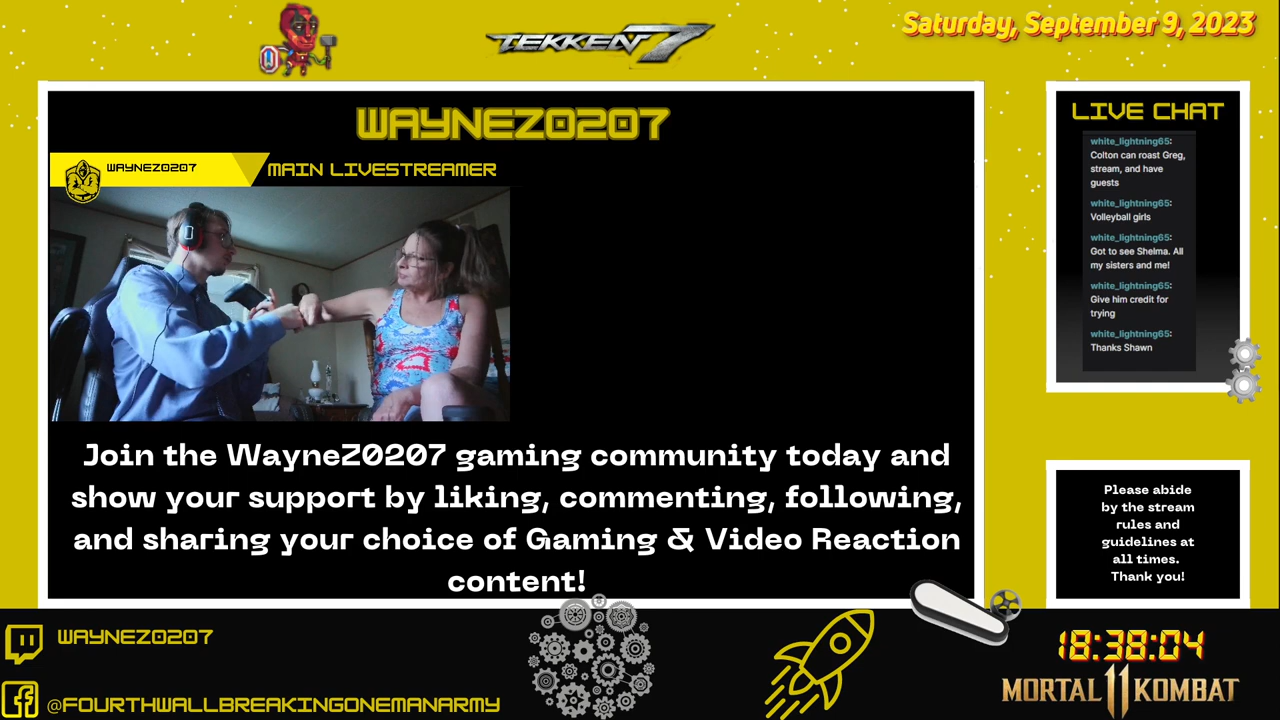 TEKKEN 7
Saturday, September 9, 2023
WAYNEZ0207
WAYNEZ0207
MAIN LIVESTREAMER
Join the WayneZ0207 gaming community today and
show your support by liking, commenting, following,
and sharing your choice of Gaming & Video Reaction
content!
LIVE CHAT
white_lightning65:
Colton can roast Greg,
stream, and have
guests
white_lightning65:
Volleyball girls
white_lightning65:
Got to see Shelma. All
my sisters and me!
white_lightning65:
Give him credit for
trying
white_lightning65:
Thanks Shawn
Please abide
by the stream
rules and
guidelines at
all times.
Thank you!
WAYNEZ0207
@FOURTHWALLBREAKINGONEMANARMY
18:38:04
MORTAL KOMBAT 11